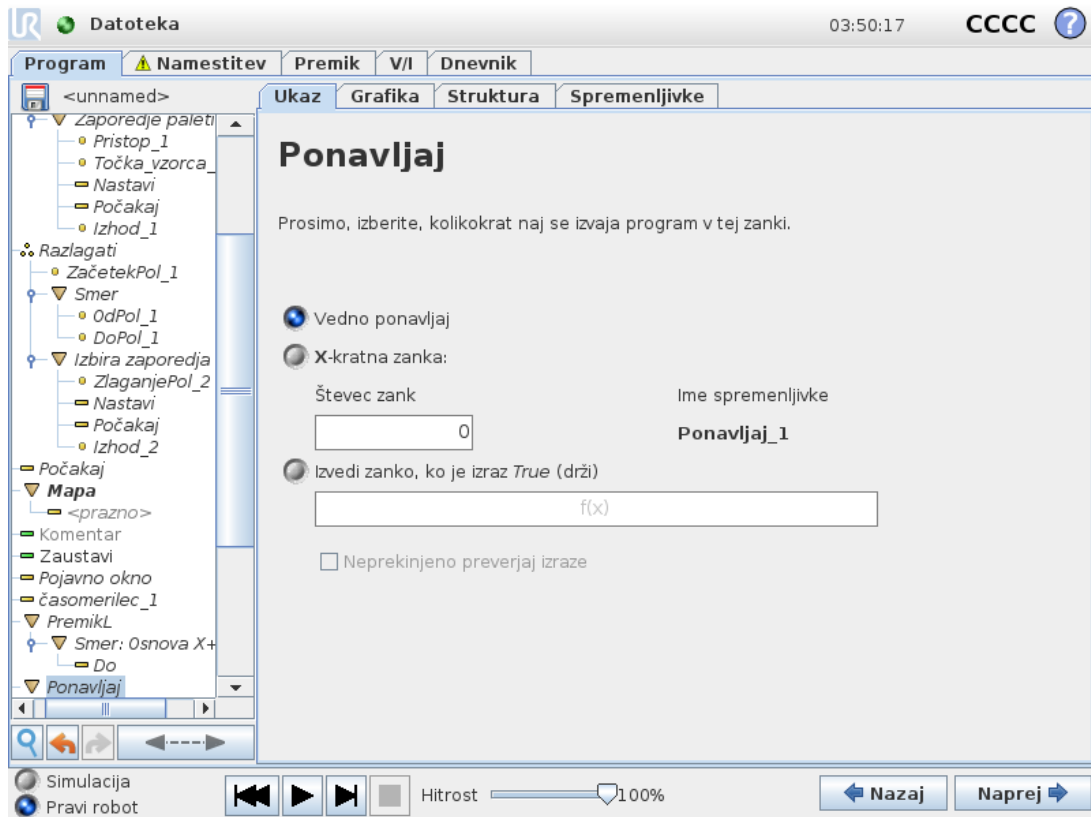 Datoteka
03:50:17
CCCC
?
Program
Namestitev
Premik
V/I
Dnevnik
<unnamed>
Ukaz
Grafika
Struktura
Spremenljivke
Zaporedje paleti
Pristop_1
Točka_vzorca_
Nastavi
Počakaj
Izhod_1
Razlagati
ZačetekPol_1
Smer
OdPol_1
DoPol_1
Izbira zaporedja
ZlaganjePol_2
Nastavi
Počakaj
Izhod_2
Počakaj
Mapa
<prazno>
Komentar
Zaustavi
Pojavno okno
časomerilec_1
PremikL
Smer: Osnova X+
Do
Ponavljaj
Ponavljaj
Prosimo, izberite, kolikokrat naj se izvaja program v tej zanki.
Vedno ponavljaj
X-kratna zanka:
Števec zank
Ime spremenljivke
0
Ponavljaj_1
Izvedi zanko, ko je izraz True (drži)
f(x)
Neprekinjeno preverjaj izraze
Simulacija
Pravi robot
Hitrost
100%
Nazaj
Naprej